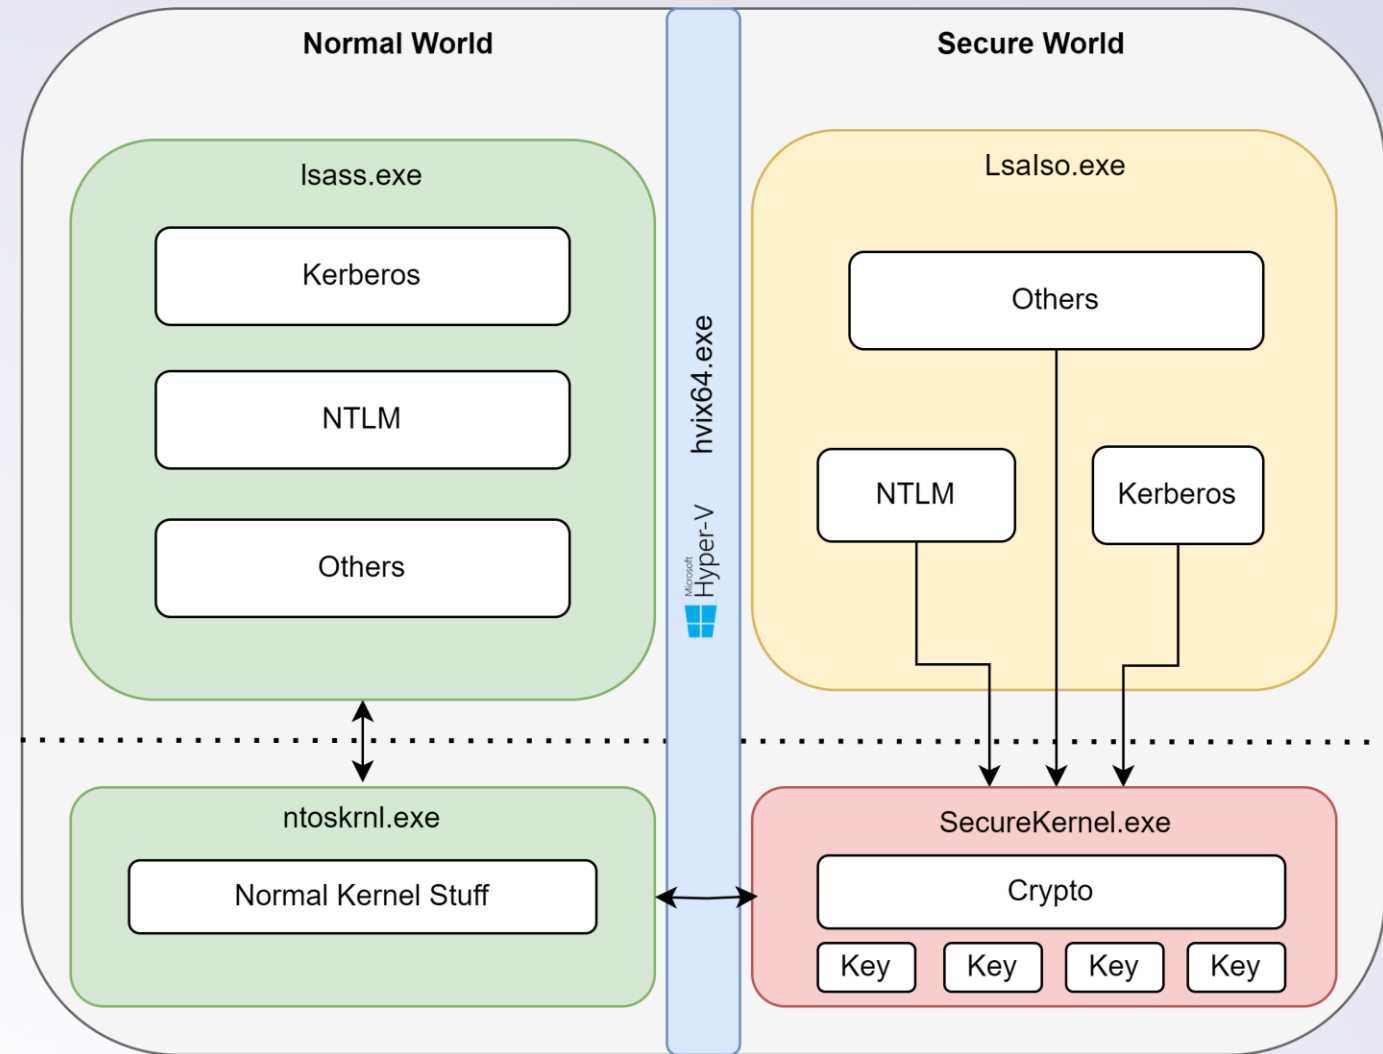 Normal World
lsass.exe
Kerberos
NTLM
Others
ntoskrnl.exe
Normal Kernel Stuff
hvix64.exe
Microsoft
Hyper-V
Secure World
LsaIso.exe
Others
NTLM
Kerberos
SecureKernel.exe
Crypto
Key
Key
Key
Key